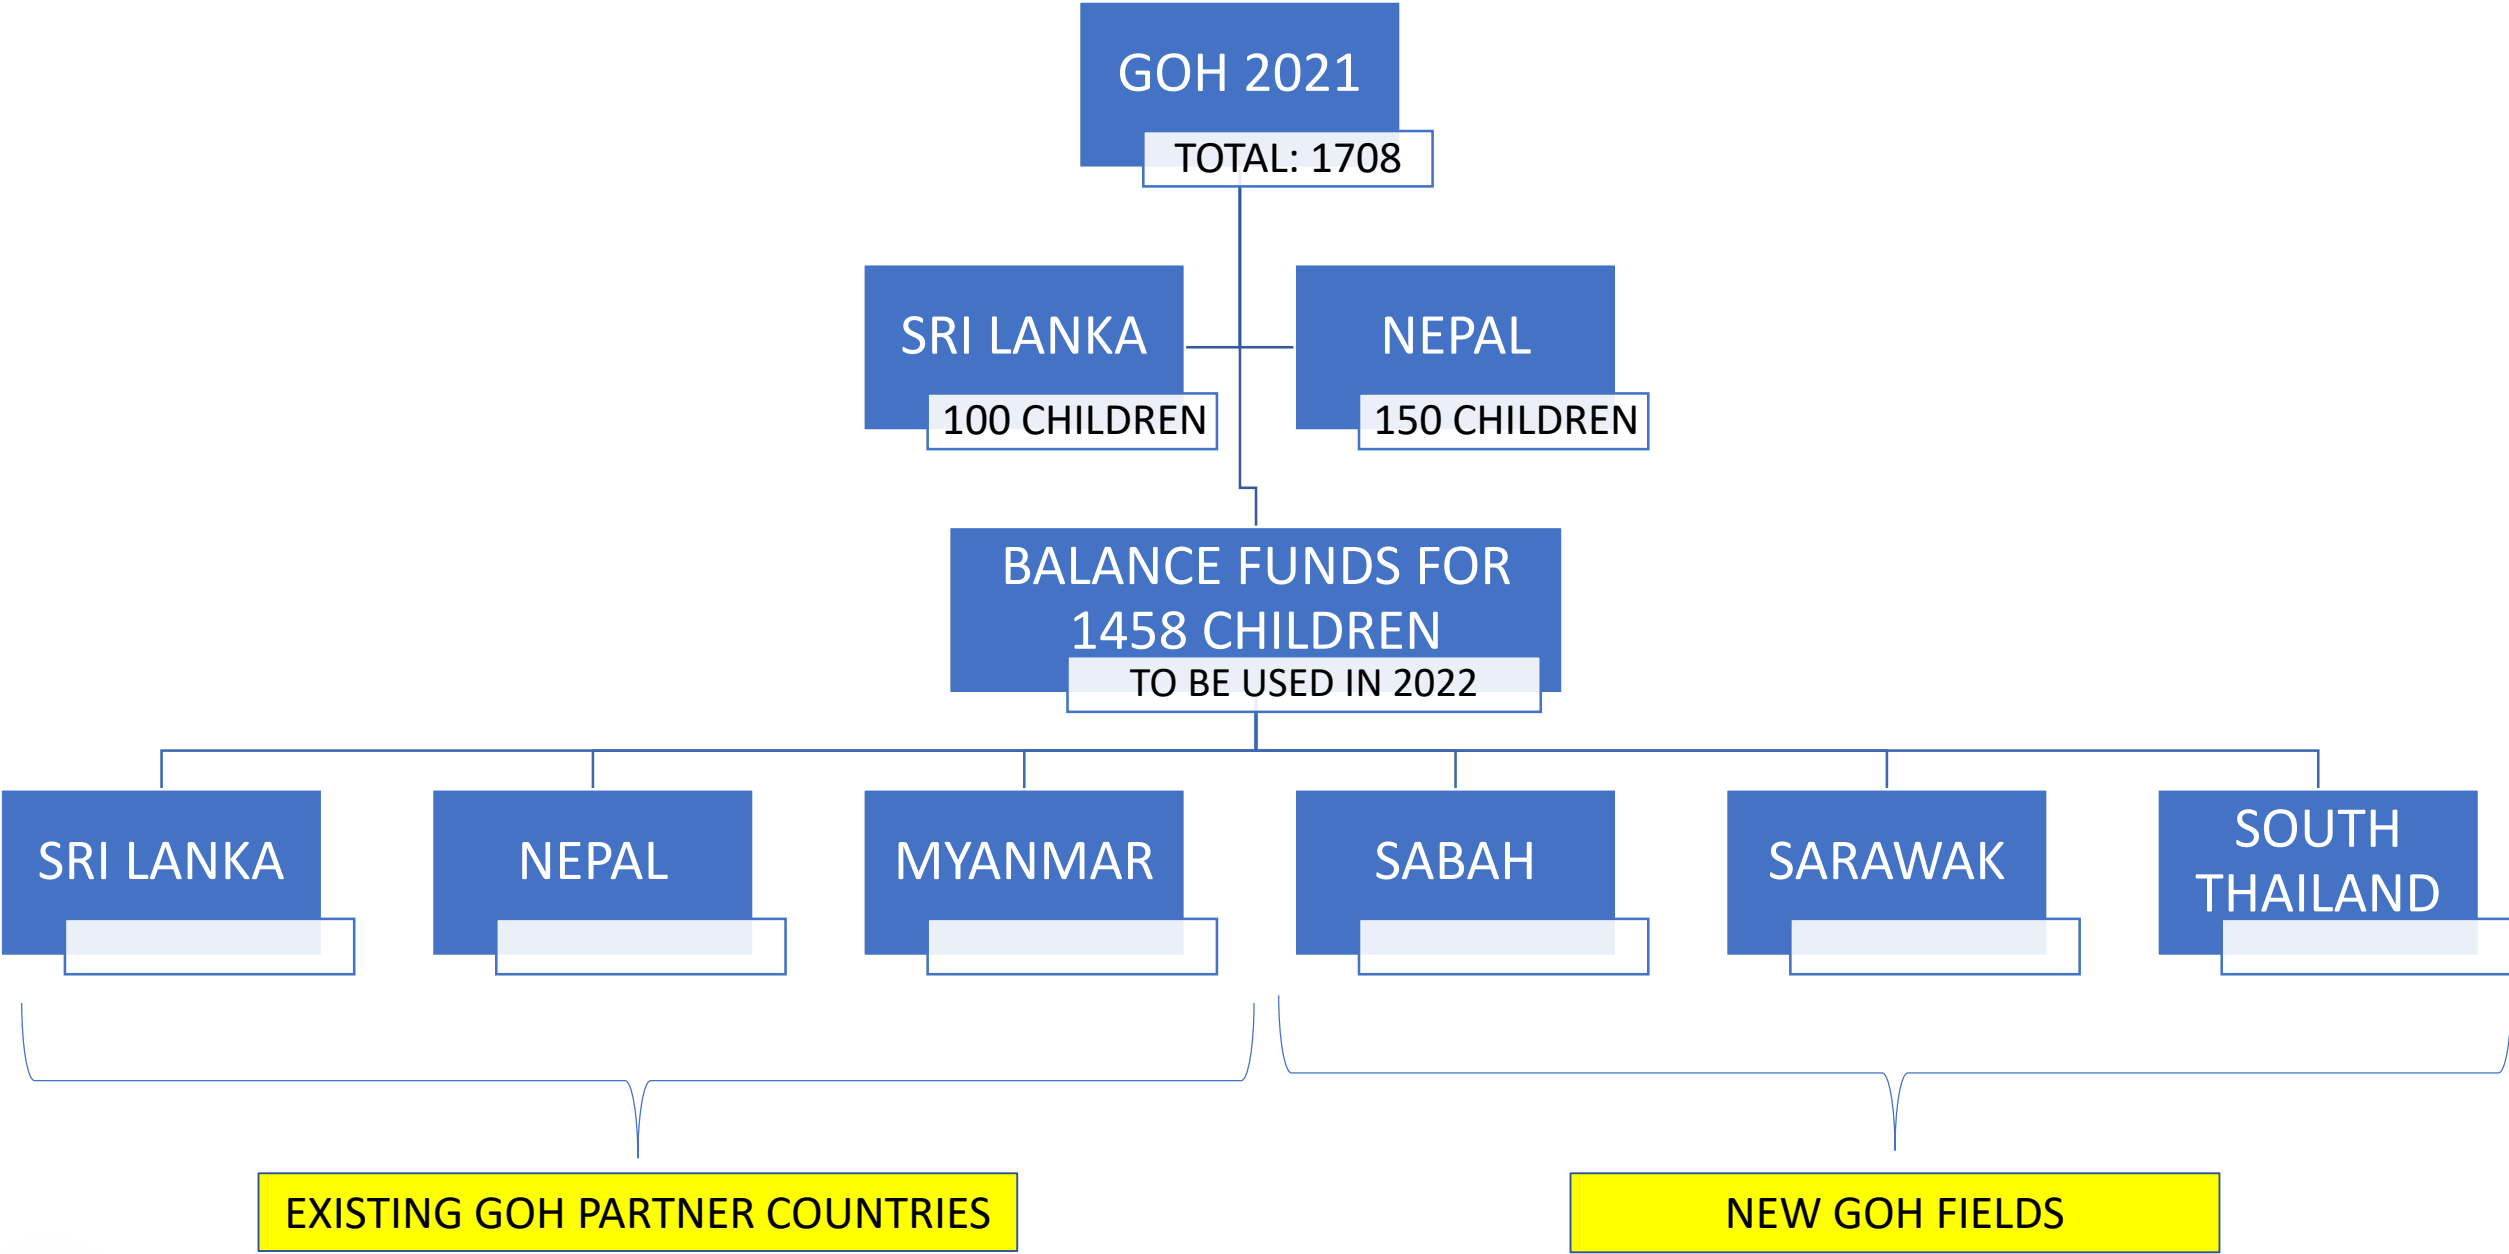 GOH 2021
TOTAL: 1708
SRI LANKA
100 CHILDREN
NEPAL
150 CHILDREN
BALANCE FUNDS FOR
1458 CHILDREN
TO BE USED IN 2022
SRI LANKA
NEPAL
MYANMAR
SABAH
SARAWAK
SOUTH
THAILAND
EXISTING GOH PARTNER COUNTRIES
NEW GOH FIELDS